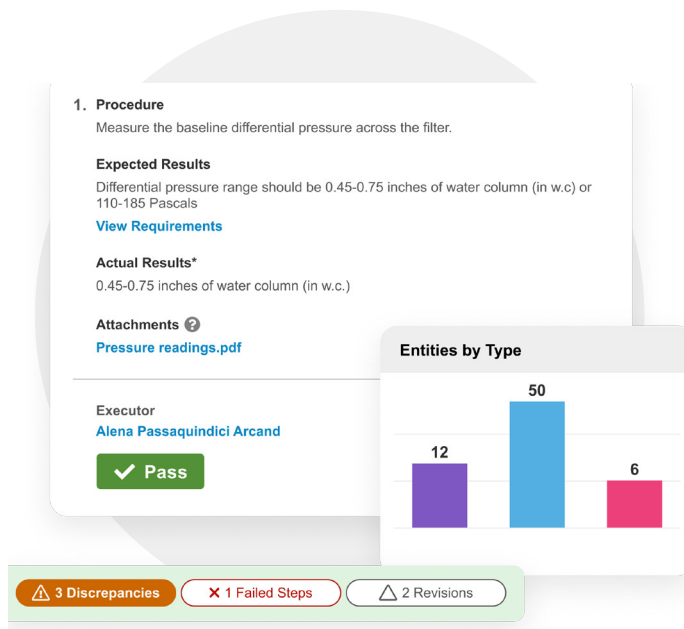 1. Procedure
Measure the baseline differential pressure across the filter.
Expected Results
Differential pressure range should be 0.45-0.75 inches of water column (in w.c) or
110-185 Pascals
View Requirements
Actual Results*
0.45-0.75 inches of water column (in w.c.)
Attachments ?
Pressure readings.pdf
Executor
Alena Passaquindici Arcand
Pass
Entities by Type
12
50
6
3 Discrepancies
1 Failed Steps
2 Revisions